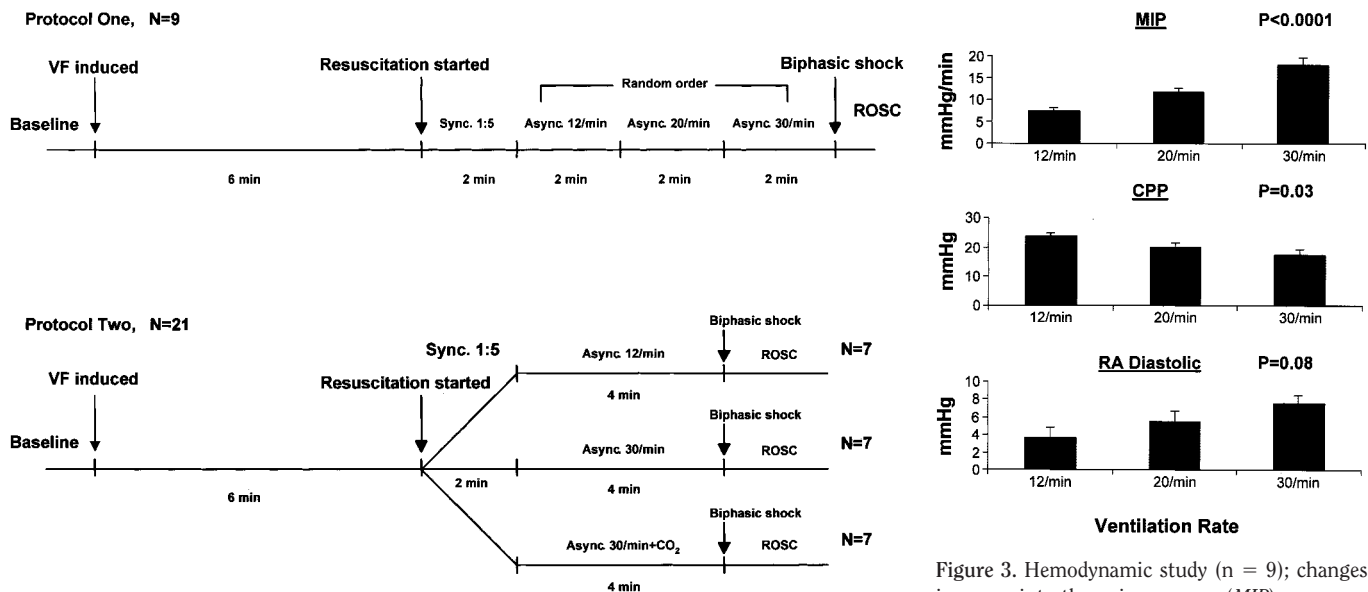 Protocol One, N=9
VF induced
Resuscitation started
Biphasic shock
Random order
ROSC
Baseline
Sync. 1:5
Async. 12/min
Async. 20/min
Async. 30/min
6 min
2 min
2 min
2 min
2 min
Protocol Two, N=21
VF induced
Resuscitation started
Sync. 1:5
Baseline
6 min
2 min
Biphasic shock
Async. 12/min
ROSC
N=7
4 min
Biphasic shock
Async. 30/min
ROSC
N=7
4 min
Biphasic shock
Async. 30/min+CO₂
ROSC
N=7
4 min
MIP P<0.0001
mmHg/min
20
15
10
5
0
12/min 20/min 30/min
CPP P=0.03
mmHg
30
20
10
0
12/min 20/min 30/min
RA Diastolic P=0.08
mmHg
10
8
6
4
2
0
12/min 20/min 30/min
Ventilation Rate
Figure 3. Hemodynamic study (n = 9); changes